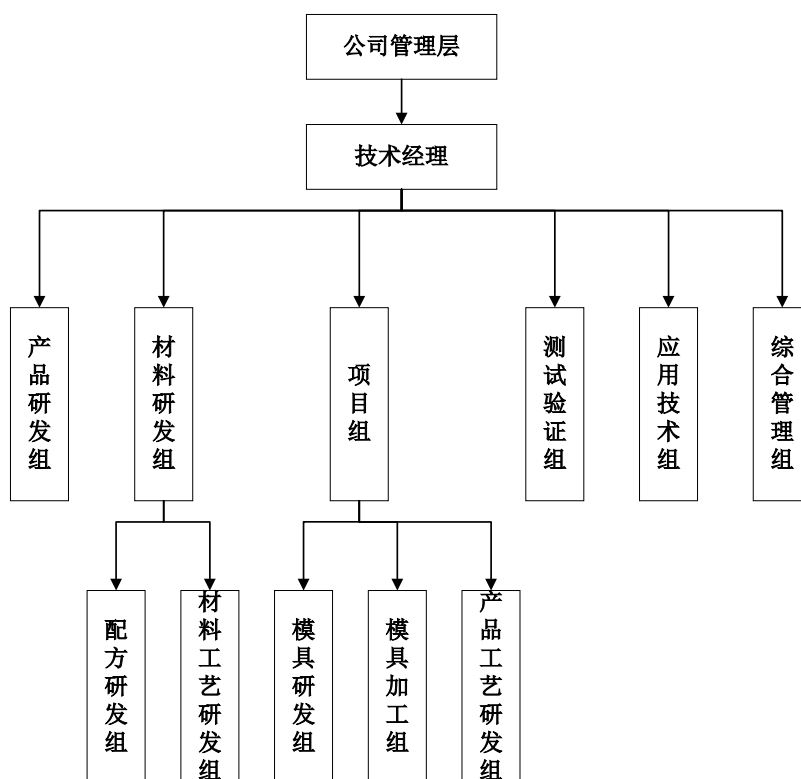 公司管理层
技术经理
产品研发组
材料研发组
项目组
测试验证组
应用技术组
综合管理组
配方研发组
材料工艺研发组
模具研发组
模具加工组
产品工艺研发组